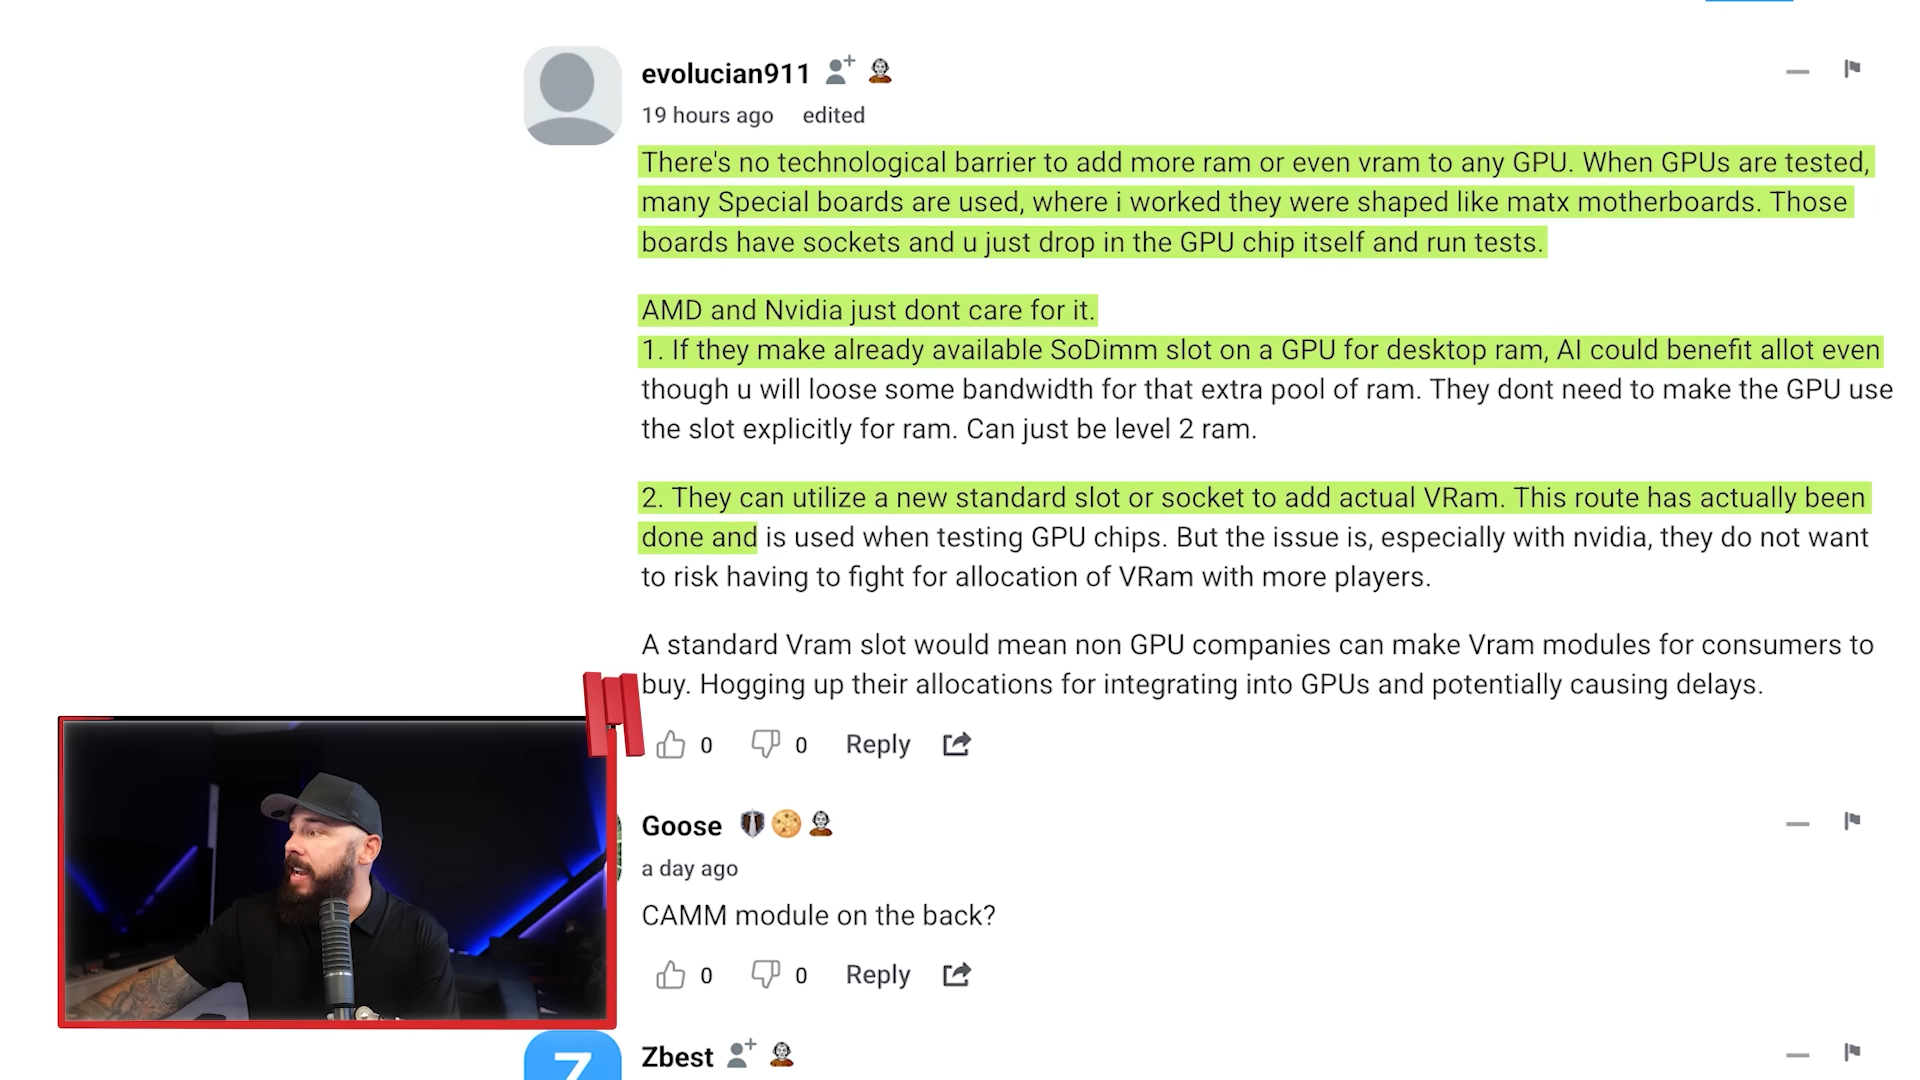 evolucian911
19 hours ago edited
There's no technological barrier to add more ram or even vram to any GPU. When GPUs are tested,
many Special boards are used, where i worked they were shaped like matx motherboards. Those
boards have sockets and u just drop in the GPU chip itself and run tests.
AMD and Nvidia just dont care for it.
1. If they make already available SoDimm slot on a GPU for desktop ram, AI could benefit allot even
though u will loose some bandwidth for that extra pool of ram. They dont need to make the GPU use
the slot explicitly for ram. Can just be level 2 ram.
2. They can utilize a new standard slot or socket to add actual VRam. This route has actually been
done and is used when testing GPU chips. But the issue is, especially with nvidia, they do not want
to risk having to fight for allocation of VRam with more players.
A standard Vram slot would mean non GPU companies can make Vram modules for consumers to
buy. Hogging up their allocations for integrating into GPUs and potentially causing delays.
0 0 Reply
Goose
a day ago
CAMM module on the back?
0 0 Reply
Z
Zbest